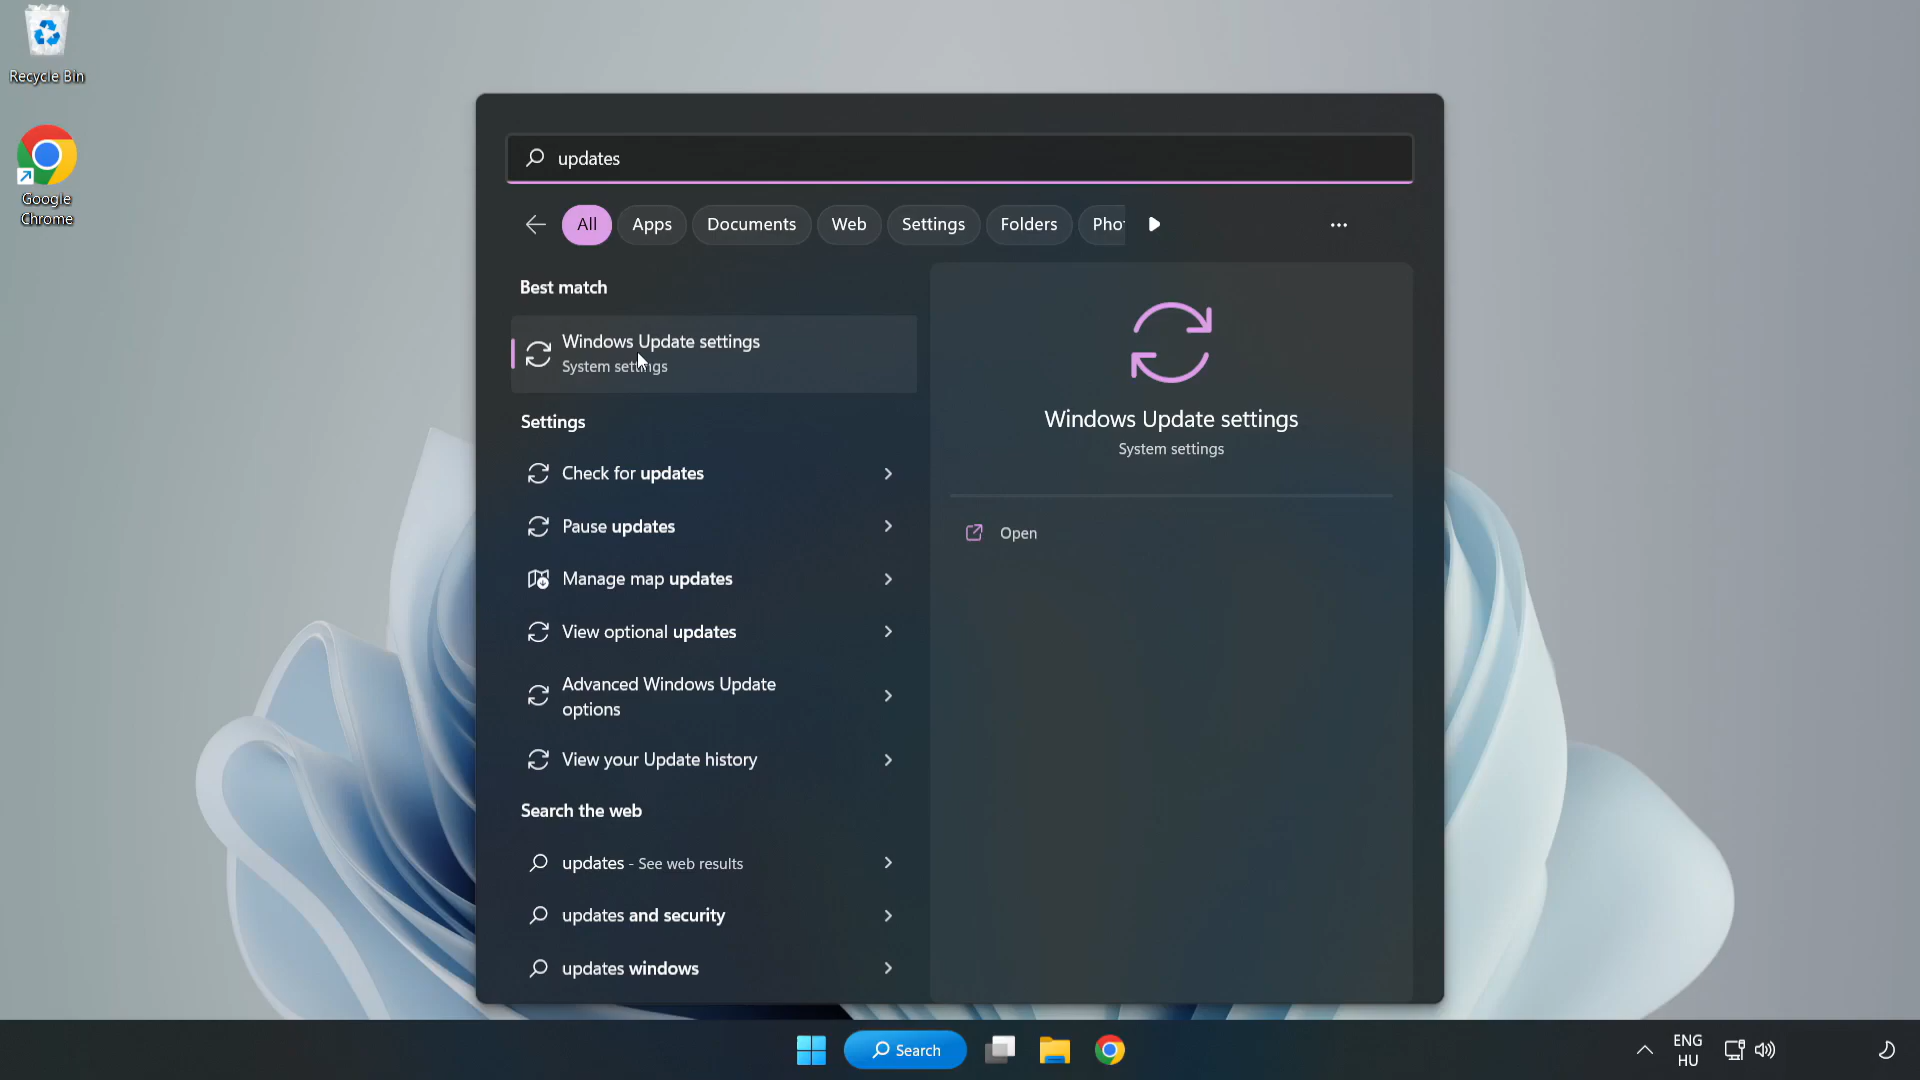 Recycle Bin
Google
Chrome
updates
All
Apps
Documents
Web
Settings
Folders
Pho
Best match
Windows Update settings
System settings
Settings
Check for updates
Pause updates
Manage map updates
View optional updates
Advanced Windows Update
options
View your Update history
Search the web
updates - See web results
updates and security
updates windows
Windows Update settings
System settings
Open
Search
ENG
HU